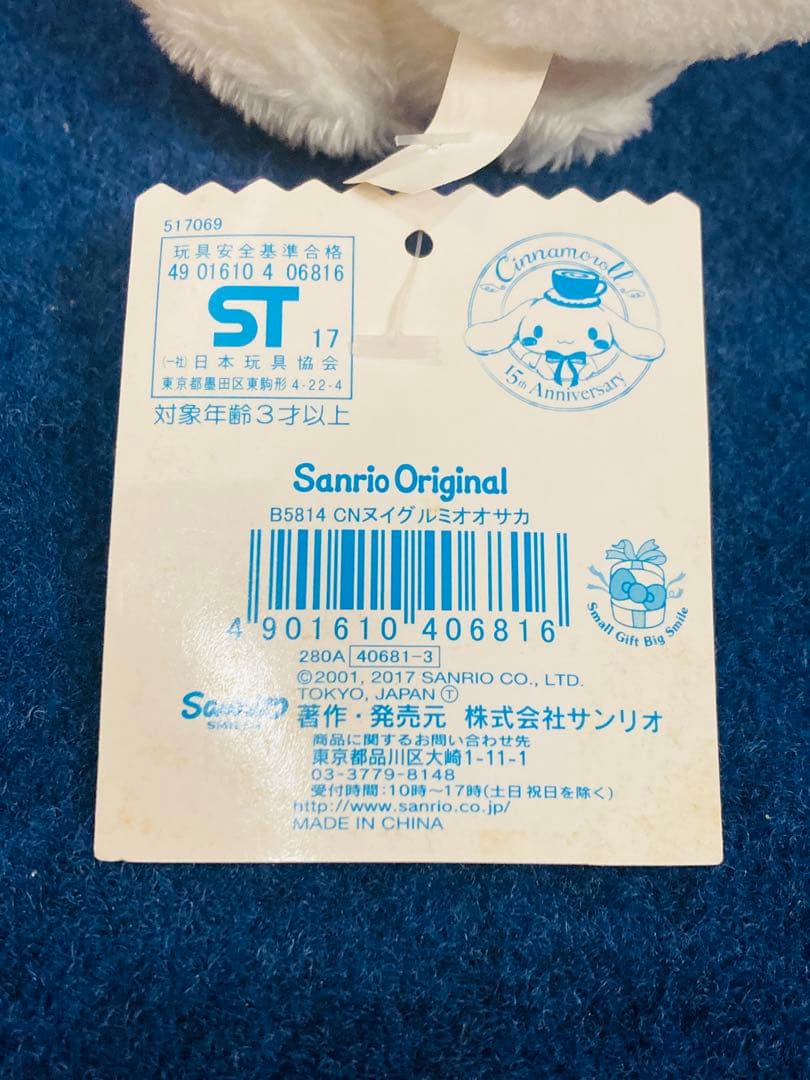 517069
玩具安全基準合格
49 01610 4 06816
ST 17
(一社)日本玩具協会
東京都墨田区東駒形4-22-4
対象年齢3才以上
Cinnamoroll
15th Anniversary
Sanrio Original
B5814 CNヌイグルミオオサカ
4 901610 406816
Small Gift Big Smile
280A 40681-3
©2001, 2017 SANRIO CO., LTD.
TOKYO, JAPAN Ⓣ
著作・発売元 株式会社サンリオ
商品に関するお問い合わせ先
東京都品川区大崎1-11-1
03-3779-8148
受付時間:10時~17時(土日祝日を除く)
http://www.sanrio.co.jp/
MADE IN CHINA